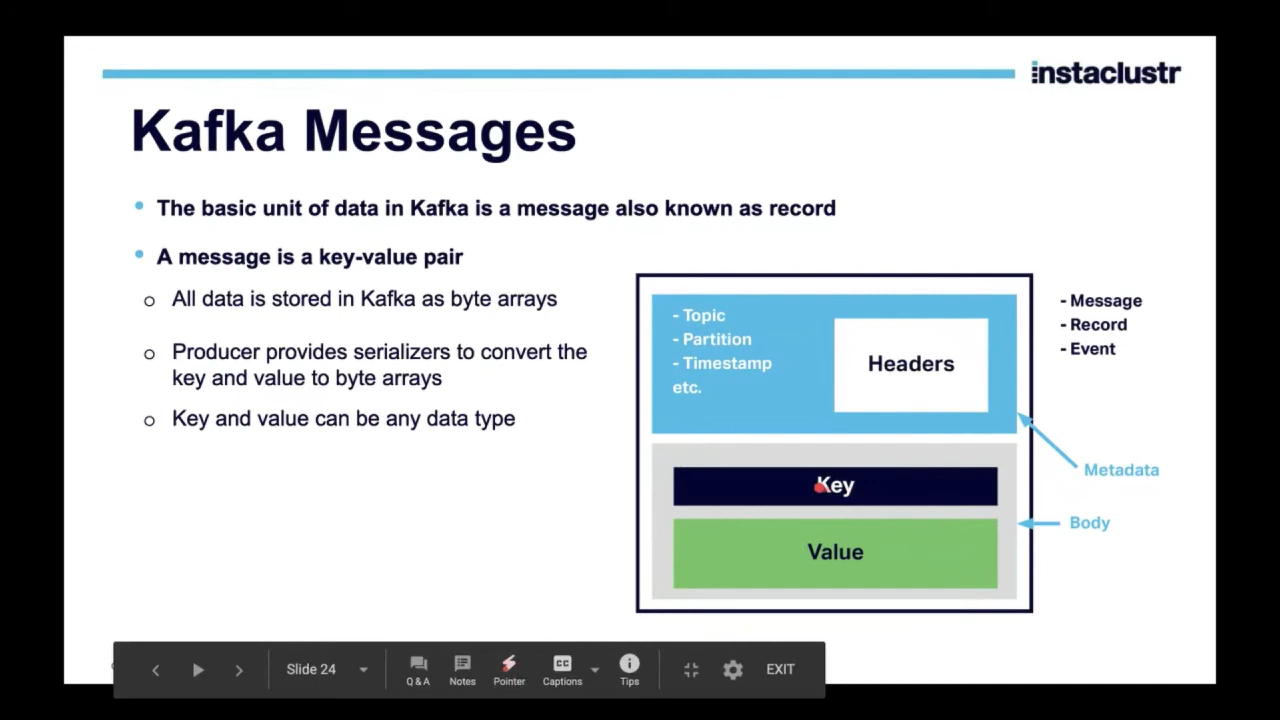 instaclustr
Kafka Messages
• The basic unit of data in Kafka is a message also known as record
• A message is a key-value pair
o All data is stored in Kafka as byte arrays
o Producer provides serializers to convert the
key and value to byte arrays
o Key and value can be any data type
- Topic
- Partition
- Timestamp
etc.
Headers
- Message
- Record
- Event
Metadata
Key
Body
Value
Slide 24
Q & A
Notes
Pointer
CC
Captions
Tips
EXIT